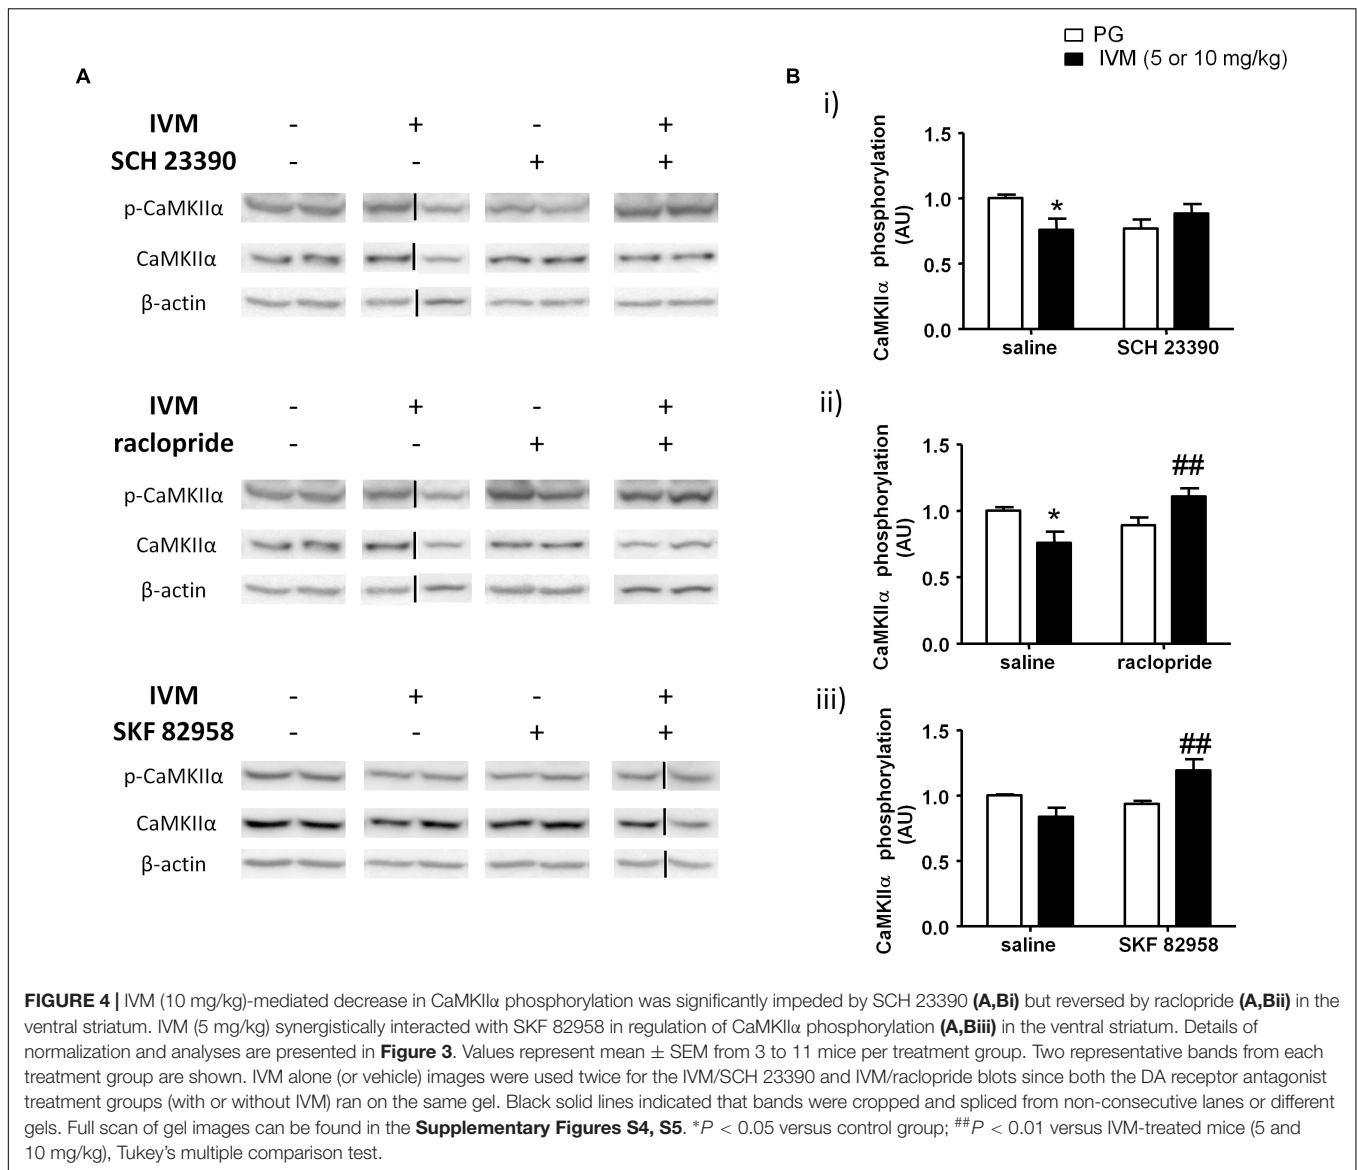 PG
IVM (5 or 10 mg/kg)
A
IVM - + - +
SCH 23390 - - + +
p-CaMKIIα
CaMKIIα
β-actin
IVM - + - +
raclopride - - + +
p-CaMKIIα
CaMKIIα
β-actin
IVM - + - +
SKF 82958 - - + +
p-CaMKIIα
CaMKIIα
β-actin
B
i)
CaMKIIα phosphorylation
(AU)
1.5
1.0
0.5
0.0
*
saline SCH 23390
ii)
CaMKIIα phosphorylation
(AU)
1.5
1.0
0.5
0.0
*
##
saline raclopride
iii)
CaMKIIα phosphorylation
(AU)
1.5
1.0
0.5
0.0
##
saline SKF 82958
FIGURE 4 | IVM (10 mg/kg)-mediated decrease in CaMKIIα phosphorylation was significantly impeded by SCH 23390 (A,Bi) but reversed by raclopride (A,Bii) in the
ventral striatum. IVM (5 mg/kg) synergistically interacted with SKF 82958 in regulation of CaMKIIα phosphorylation (A,Biii) in the ventral striatum. Details of
normalization and analyses are presented in Figure 3. Values represent mean ± SEM from 3 to 11 mice per treatment group. Two representative bands from each
treatment group are shown. IVM alone (or vehicle) images were used twice for the IVM/SCH 23390 and IVM/raclopride blots since both the DA receptor antagonist
treatment groups (with or without IVM) ran on the same gel. Black solid lines indicated that bands were cropped and spliced from non-consecutive lanes or different
gels. Full scan of gel images can be found in the Supplementary Figures S4, S5. *P < 0.05 versus control group; ##P < 0.01 versus IVM-treated mice (5 and
10 mg/kg), Tukey's multiple comparison test.